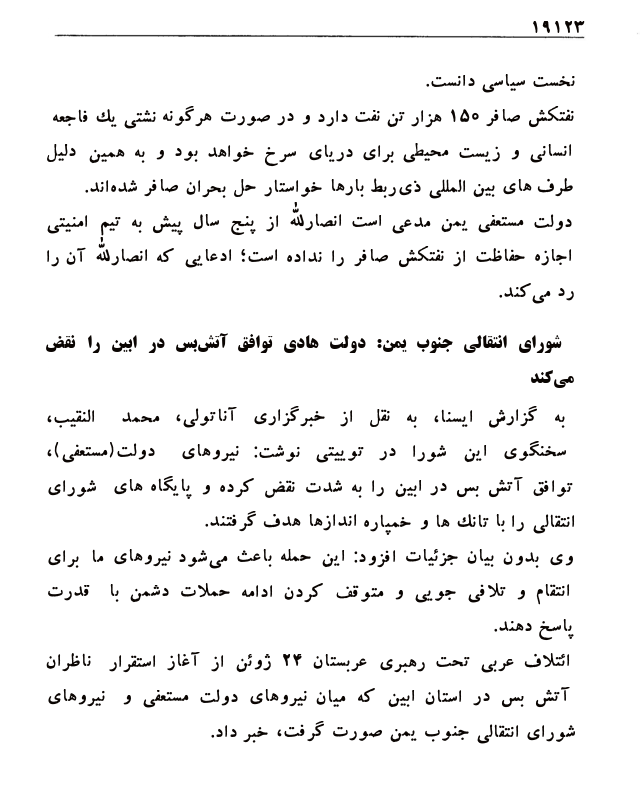 ۱۹۱۲۳
نخست سیاسی دانست.
نفتکش صافر ۱۵۰ هزار تن نفت دارد و در صورت هرگونه نشتی یك فاجعه
انسانی و زیست محیطی برای دریای سرخ خواهد بود و به همین دلیل
طرف های بین المللی ذی‌ربط بارها خواستار حل بحران صافر شده‌اند.
دولت مستعفی یمن مدعی است انصارالله از پنج سال پیش به تیم امنیتی
اجازه حفاظت از نفتکش صافر را نداده است؛ ادعایی که انصارالله آن را
رد می‌کند.
شورای انتقالی جنوب یمن: دولت هادی توافق آتش‌بس در ابین را نقض
می‌کند
به گزارش ایسنا، به نقل از خبرگزاری آناتولی، محمد النقیب،
سخنگوی این شورا در توییتی نوشت: نیروهای دولت(مستعفی)،
توافق آتش بس در ابین را به شدت نقض کرده و پایگاه های شورای
انتقالی را با تانك ها و خمپاره اندازها هدف گرفتند.
وی بدون بیان جزئیات افزود: این حمله باعث می‌شود نیروهای ما برای
انتقام و تلافی جویی و متوقف کردن ادامه حملات دشمن با قدرت
پاسخ دهند.
ائتلاف عربی تحت رهبری عربستان ۲۴ ژوئن از آغاز استقرار ناظران
آتش بس در استان ابین که میان نیروهای دولت مستعفی و نیروهای
شورای انتقالی جنوب یمن صورت گرفت، خبر داد.